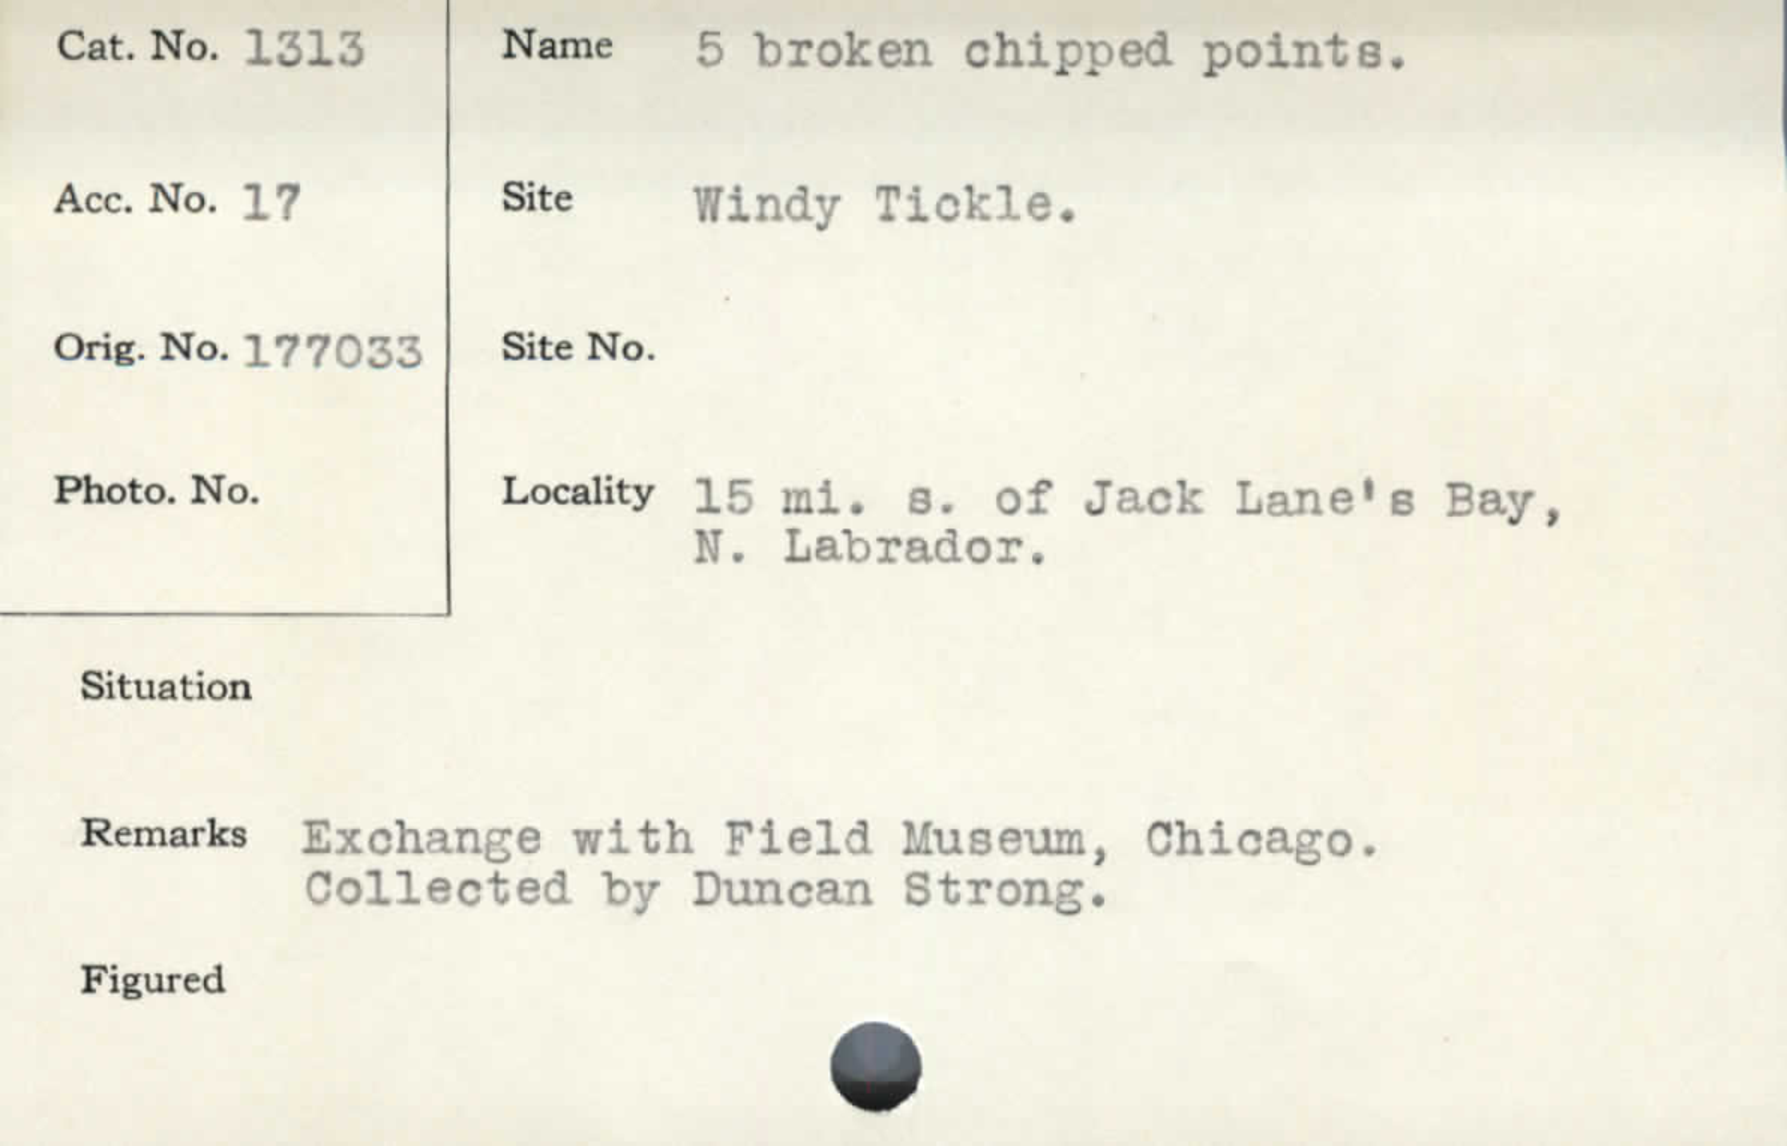 Cat. No. 1313
Name 5 broken chipped points.
Acc. No. 17
Site Windy Tickle.
Orig. No. 177033
Site No.
Photo. No.
Locality 15 mi. s. of Jack Lane's Bay,
N. Labrador.
Situation
Remarks Exchange with Field Museum, Chicago.
Collected by Duncan Strong.
Figured